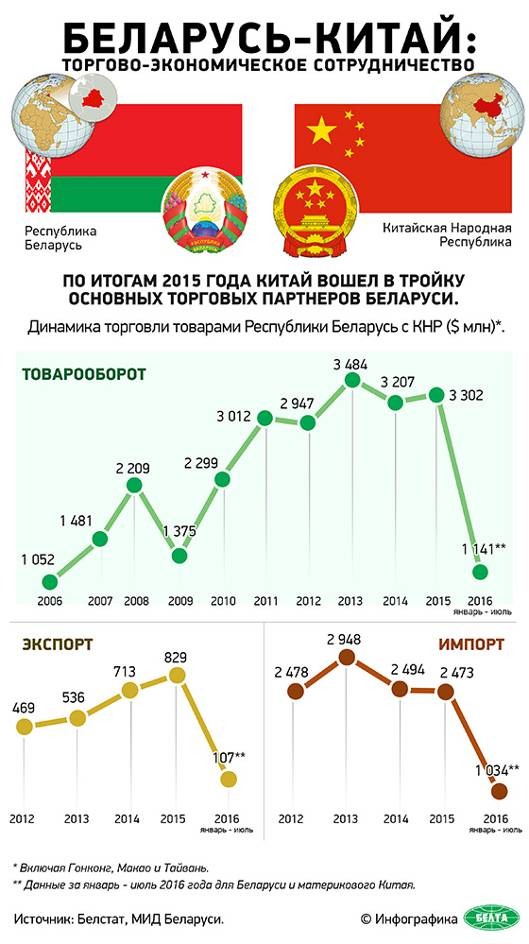 БЕЛАРУСЬ-КИТАЙ:
ТОРГОВО-ЭКОНОМИЧЕСКОЕ СОТРУДНИЧЕСТВО
Республика
Беларусь
Китайская Народная
Республика
ПО ИТОГАМ 2015 ГОДА КИТАЙ ВОШЕЛ В ТРОЙКУ
ОСНОВНЫХ ТОРГОВЫХ ПАРТНЕРОВ БЕЛАРУСИ.
Динамика торговли товарами Республики Беларусь с КНР ($ млн)*.
ТОВАРООБОРОТ
1 052
1 481
2 209
1 375
2 299
3 012
2 947
3 484
3 207
3 302
1 141**
2006 2007 2008 2009 2010 2011 2012 2013 2014 2015 2016
январь - июль
ЭКСПОРТ
469
536
713
829
107**
2012 2013 2014 2015 2016
январь - июль
ИМПОРТ
2 478
2 948
2 494
2 473
1 034**
2012 2013 2014 2015 2016
январь - июль
* Включая Гонконг, Макао и Тайвань.
** Данные за январь - июль 2016 года для Беларуси и материкового Китая.
Источник: Белстат, МИД Беларуси.
© Инфографика
БЕЛТА